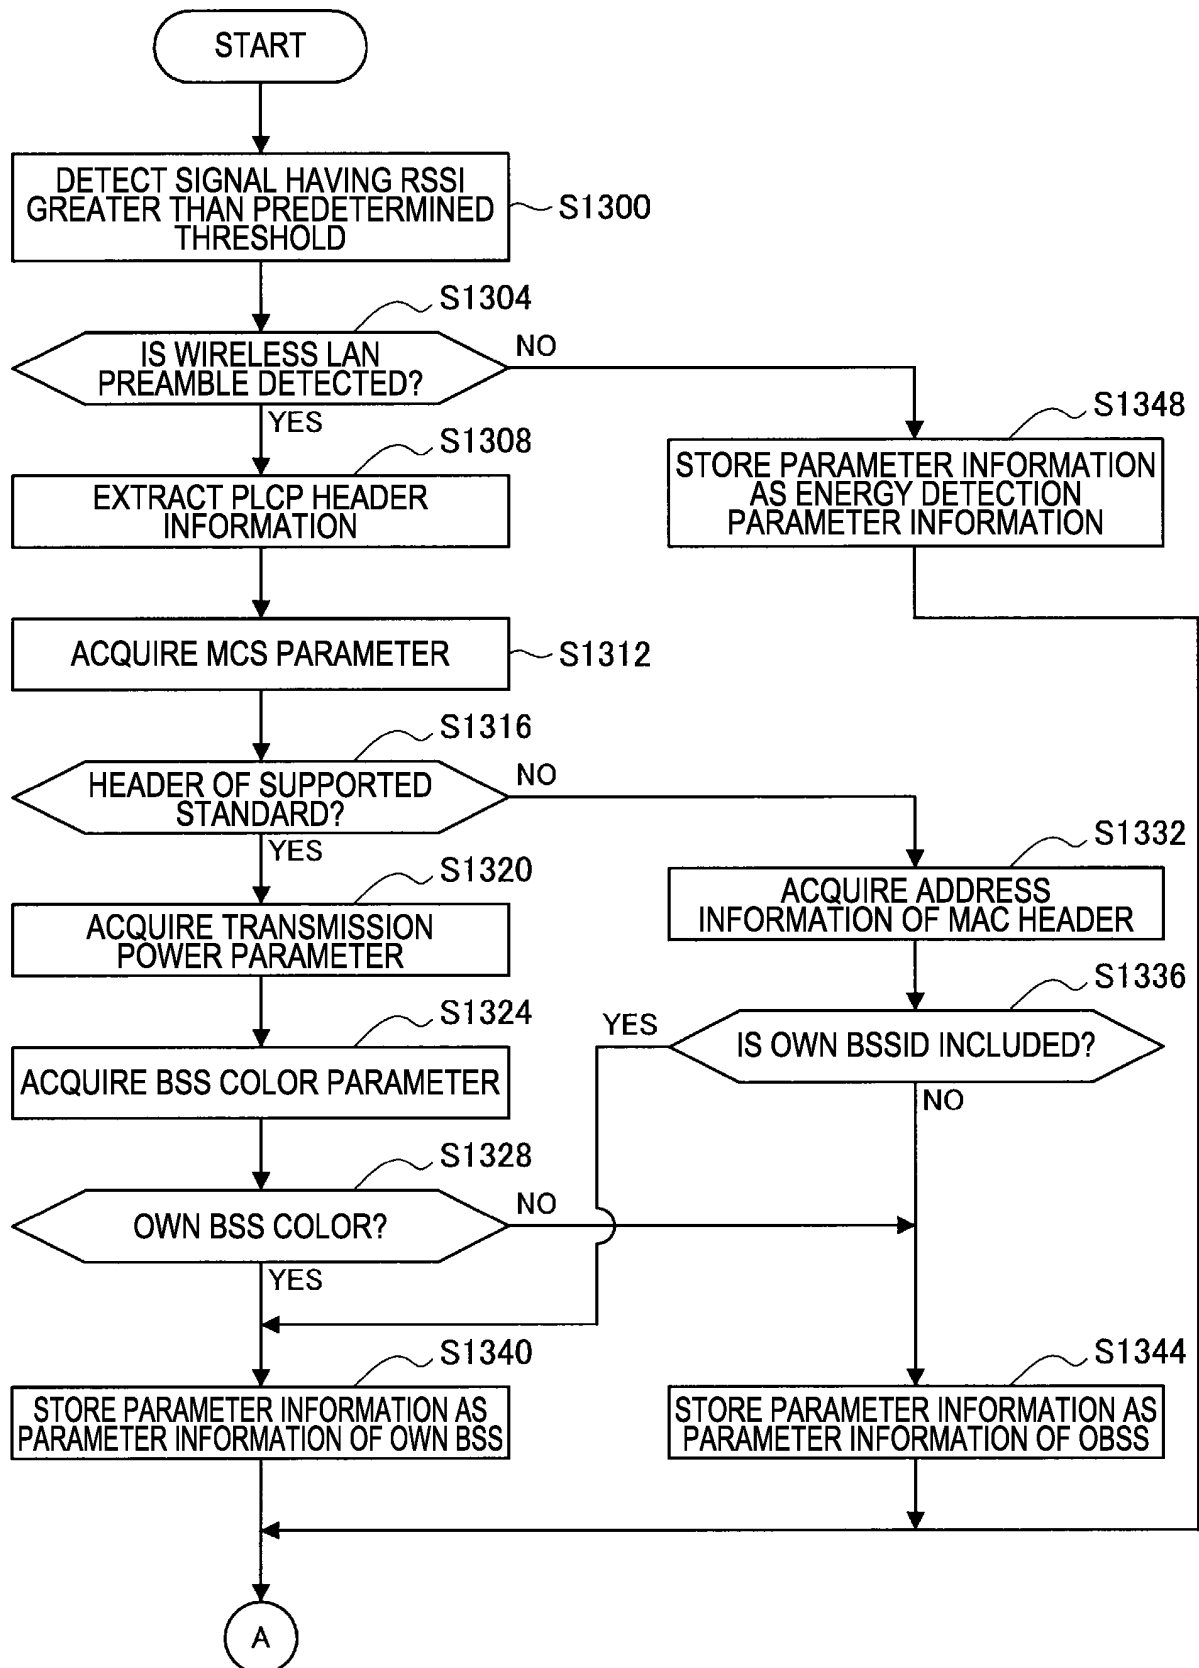 START
DETECT SIGNAL HAVING RSSI
GREATER THAN PREDETERMINED
THRESHOLD
S1300
S1304
IS WIRELESS LAN
PREAMBLE DETECTED?
NO
YES
S1308
EXTRACT PLCP HEADER
INFORMATION
S1348
STORE PARAMETER INFORMATION
AS ENERGY DETECTION
PARAMETER INFORMATION
ACQUIRE MCS PARAMETER
S1312
S1316
HEADER OF SUPPORTED
STANDARD?
NO
YES
S1320
ACQUIRE TRANSMISSION
POWER PARAMETER
S1332
ACQUIRE ADDRESS
INFORMATION OF MAC HEADER
S1324
ACQUIRE BSS COLOR PARAMETER
S1336
YES
IS OWN BSSID INCLUDED?
NO
S1328
OWN BSS COLOR?
NO
YES
S1340
STORE PARAMETER INFORMATION AS
PARAMETER INFORMATION OF OWN BSS
S1344
STORE PARAMETER INFORMATION AS
PARAMETER INFORMATION OF OBSS
A